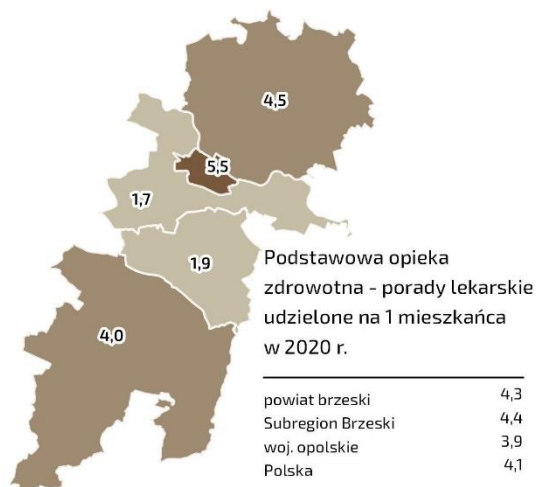 4,5
5,5
1,7
1,9
4,0
Podstawowa opieka
zdrowotna - porady lekarskie
udzielone na 1 mieszkańca
w 2020 r.
powiat brzeski 4,3
Subregion Brzeski 4,4
woj. opolskie 3,9
Polska 4,1